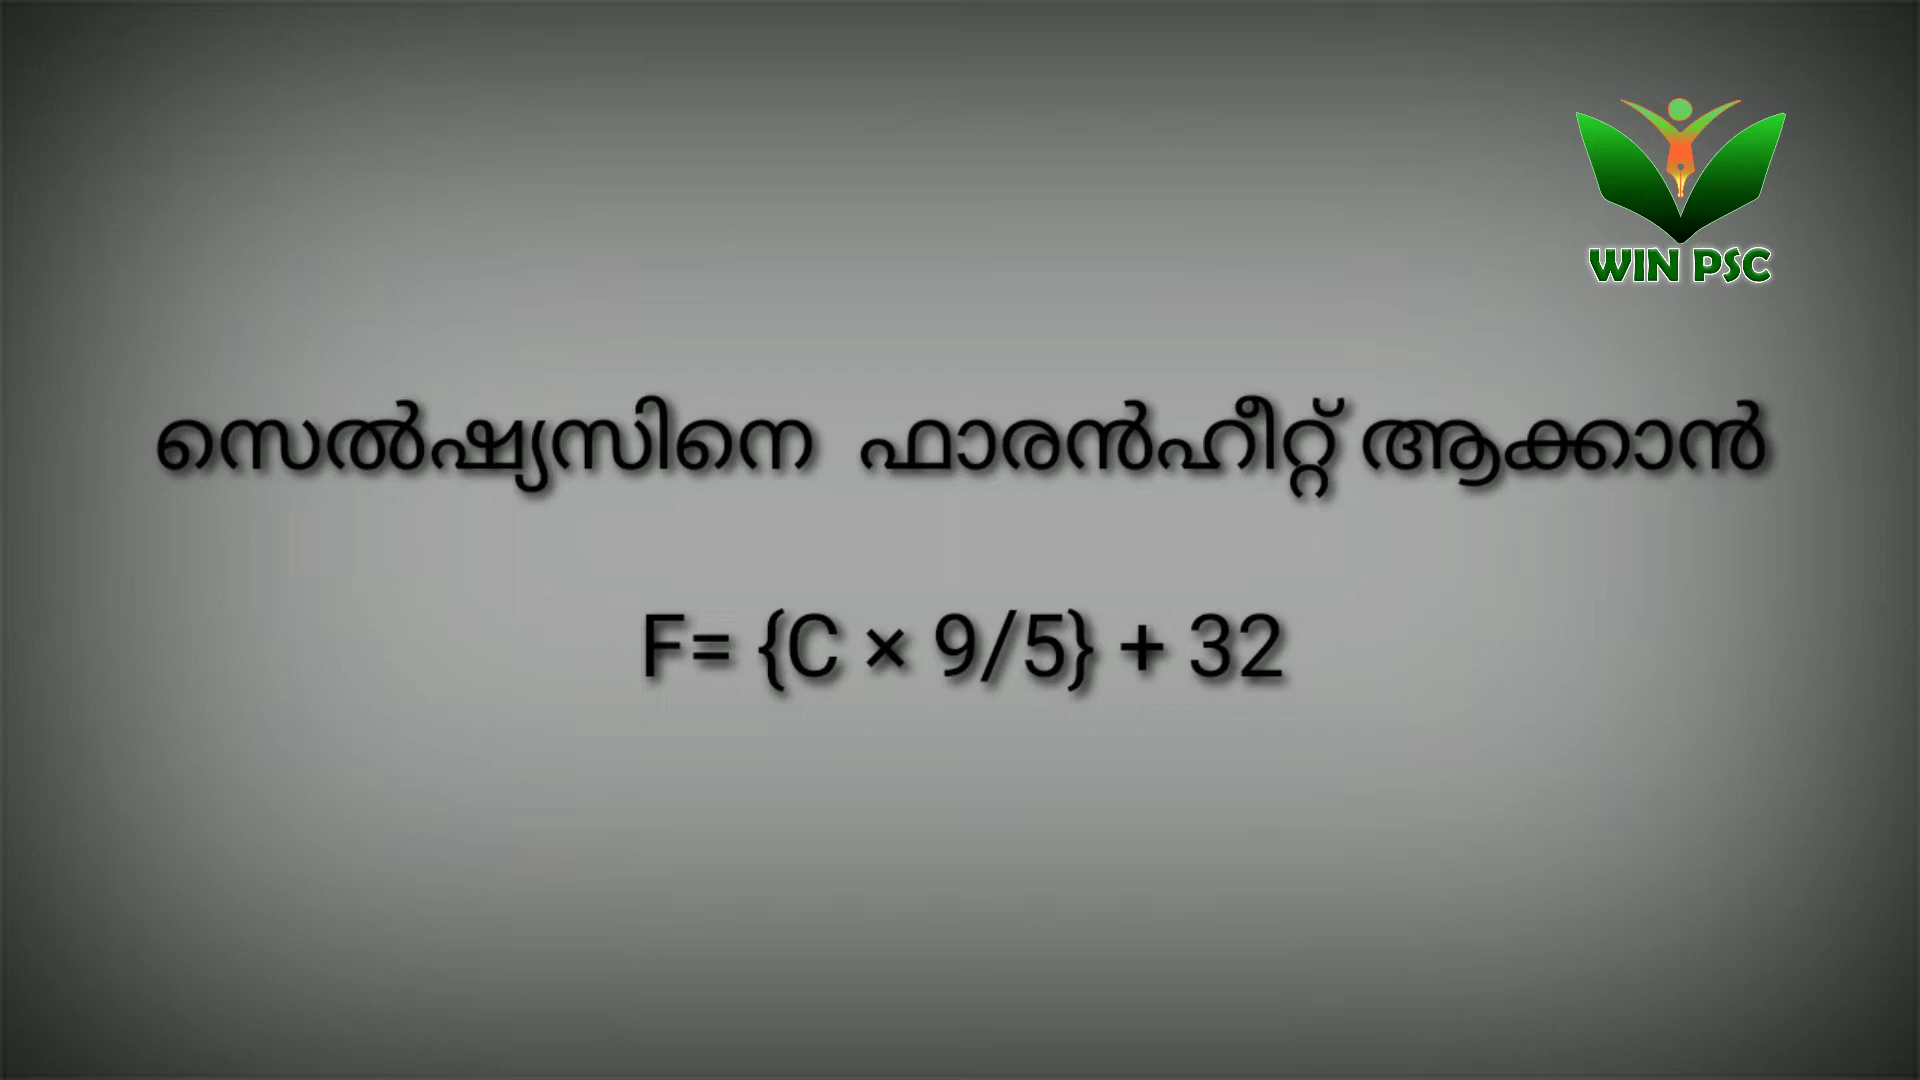 WIN PSC
സെൽഷ്യസിനെ ഫാരൻഹീറ്റ് ആക്കാൻ
F= {C × 9/5} + 32